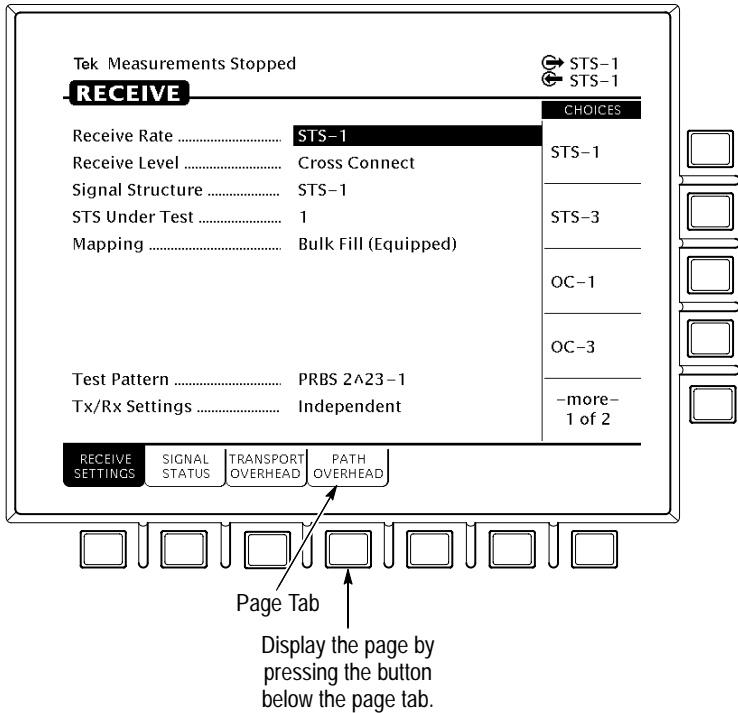 Tek Measurements Stopped
STS–1
STS–1
RECEIVE
CHOICES
Receive Rate .......................... STS–1
Receive Level ........................ Cross Connect
Signal Structure .................. STS–1
STS Under Test ..................... 1
Mapping .................................. Bulk Fill (Equipped)
Test Pattern ........................... PRBS 2^23–1
Tx/Rx Settings ..................... Independent
STS–1
STS–3
OC–1
OC–3
–more–
1 of 2
RECEIVE SETTINGS
SIGNAL STATUS
TRANSPORT OVERHEAD
PATH OVERHEAD
Page Tab
Display the page by
pressing the button
below the page tab.